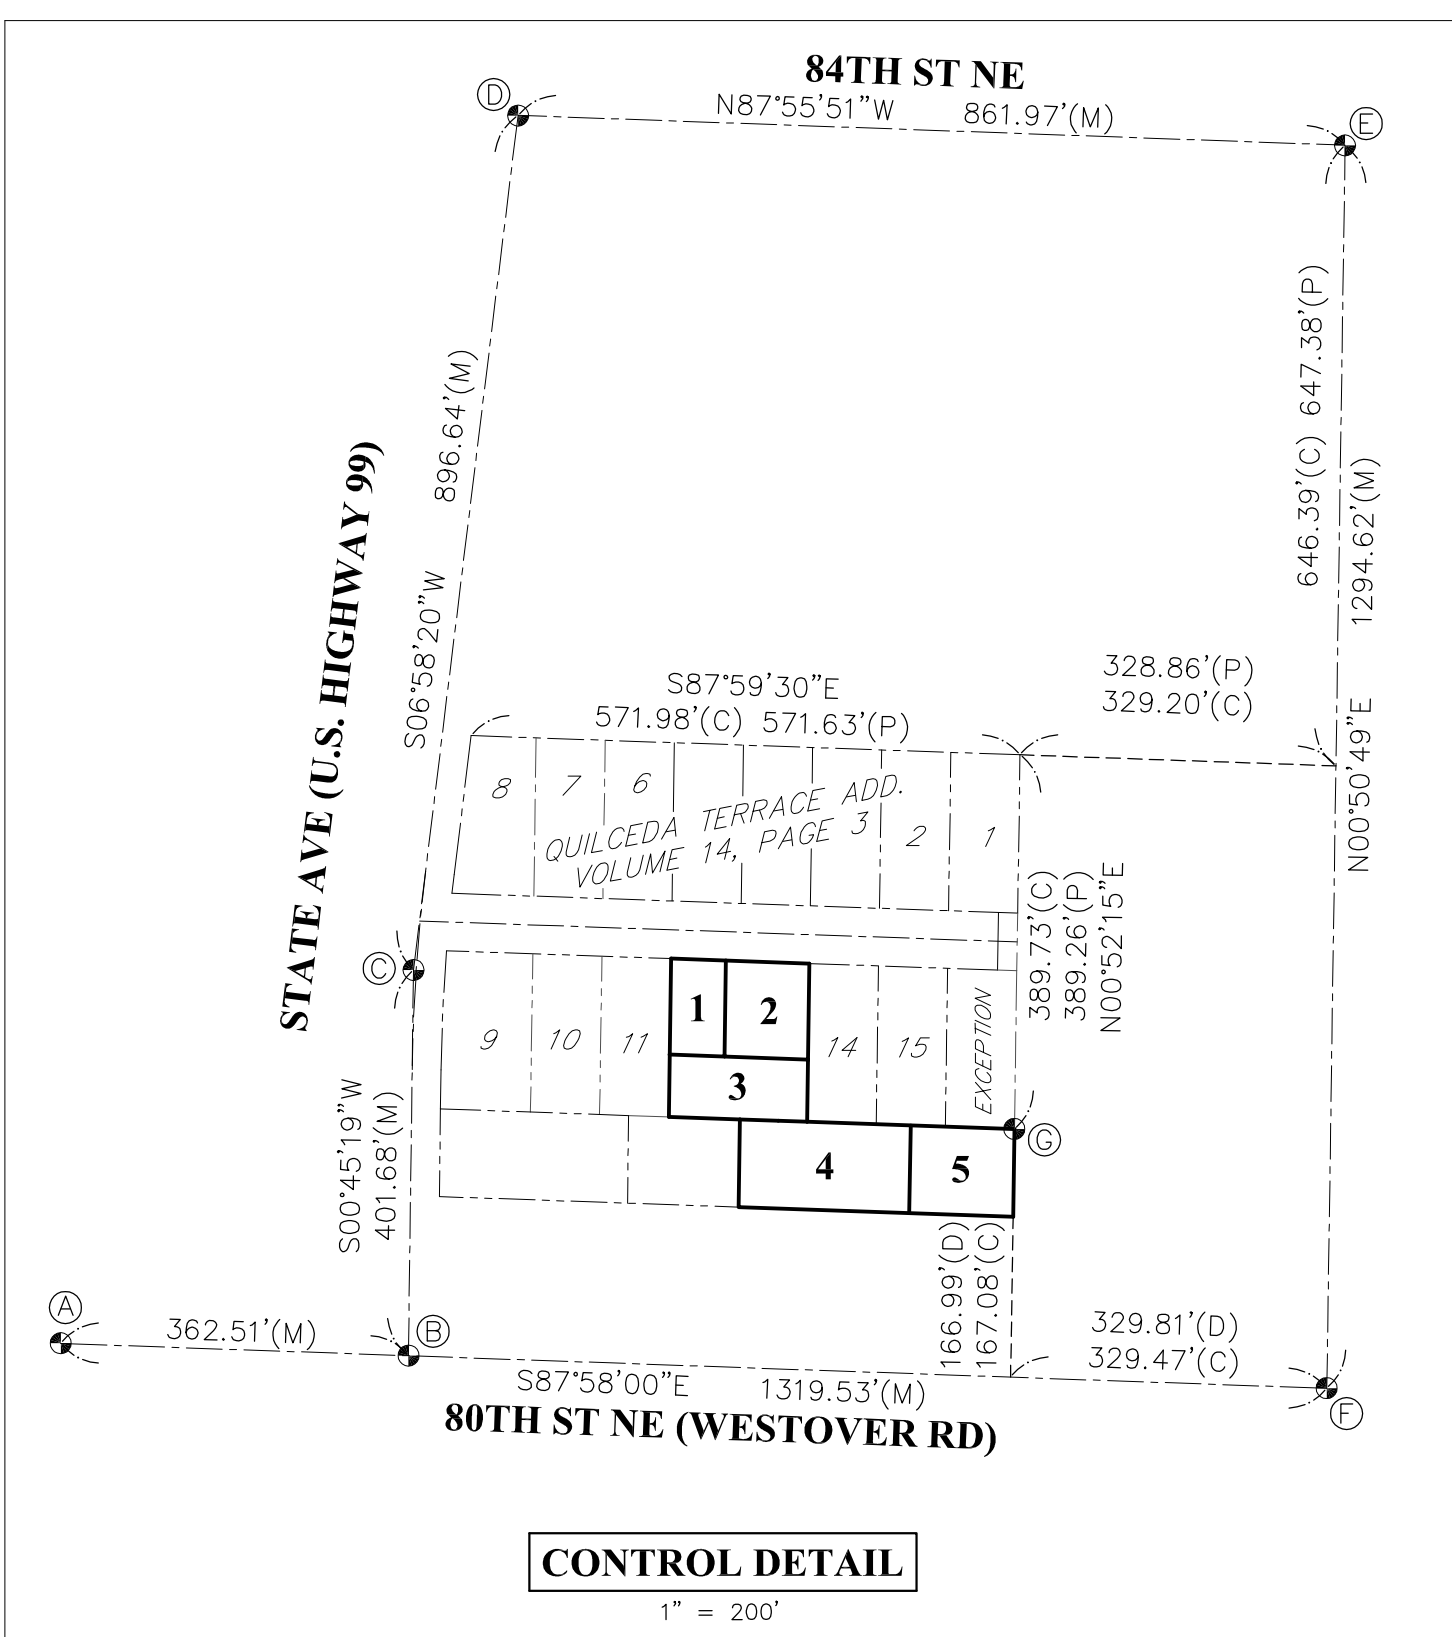 84TH ST NE
N87°55'51"W 861.97'(M)
D
E
896.64'(M)
S06°58'20"W
STATE AVE (U.S. HIGHWAY 99)
646.39'(C) 647.38'(P)
1294.62'(M)
N00°50'49"E
328.86'(P)
329.20'(C)
S87°59'30"E
571.98'(C) 571.63'(P)
8
7
6
2
1
QUILCEDA TERRACE ADD.
VOLUME 14, PAGE 3
389.73'(C)
389.26'(P)
N00°52'15"E
C
9
10
11
1
2
3
14
15
EXCEPTION
G
4
5
S00°45'19"W
401.68'(M)
166.99'(D)
167.08'(C)
A
362.51'(M)
B
329.81'(D)
329.47'(C)
S87°58'00"E 1319.53'(M)
F
80TH ST NE (WESTOVER RD)
CONTROL DETAIL
1" = 200'